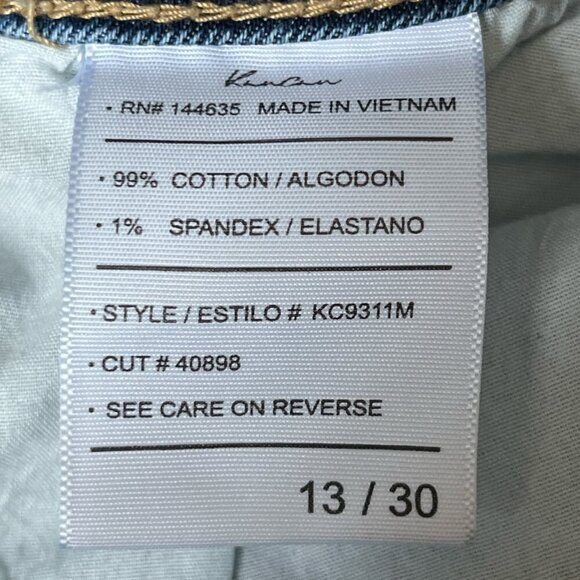 KanCan
• RN# 144635 MADE IN VIETNAM
• 99% COTTON / ALGODON
• 1% SPANDEX / ELASTANO
• STYLE / ESTILO # KC9311M
• CUT # 40898
• SEE CARE ON REVERSE
13 / 30